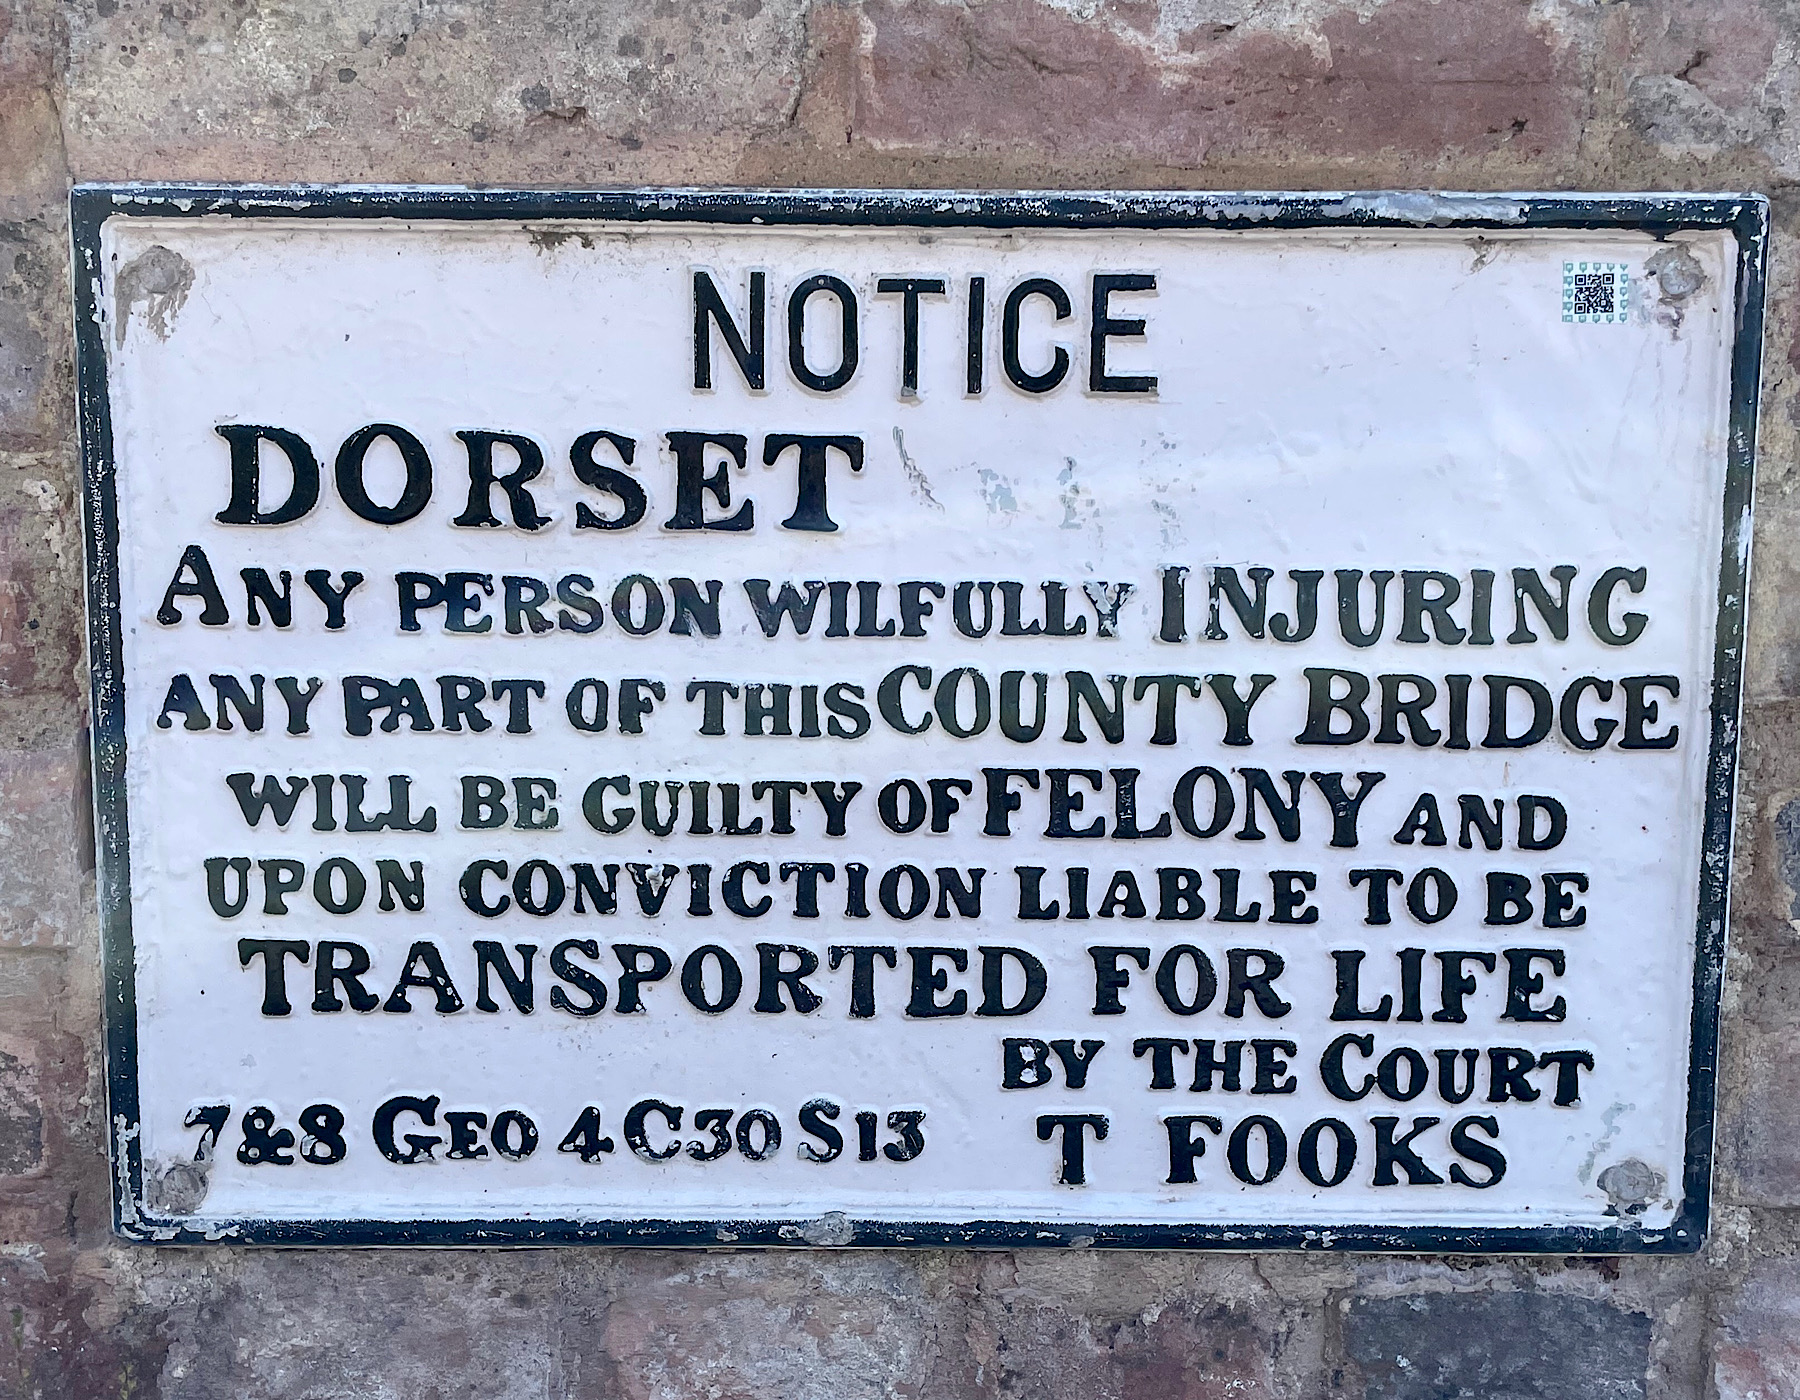 NOTICE
DORSET
ANY PERSON WILFULLY INJURING
ANY PART OF THIS COUNTY BRIDGE
WILL BE GUILTY OF FELONY AND
UPON CONVICTION LIABLE TO BE
TRANSPORTED FOR LIFE
BY THE COURT
7&8 GEO 4 C30 S13 T FOOKS